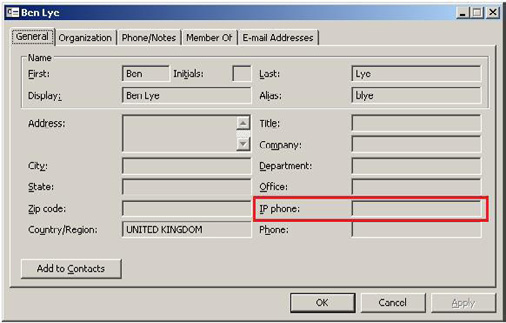 Ben Lye
General Organization Phone/Notes Member Of E-mail Addresses
Name
First: Ben Initials: Last: Lye
Display: Ben Lye Alias: blye
Address: Title:
Company:
City: Department:
State: Office:
Zip code: IP phone:
Country/Region: UNITED KINGDOM Phone:
Add to Contacts
OK Cancel Apply